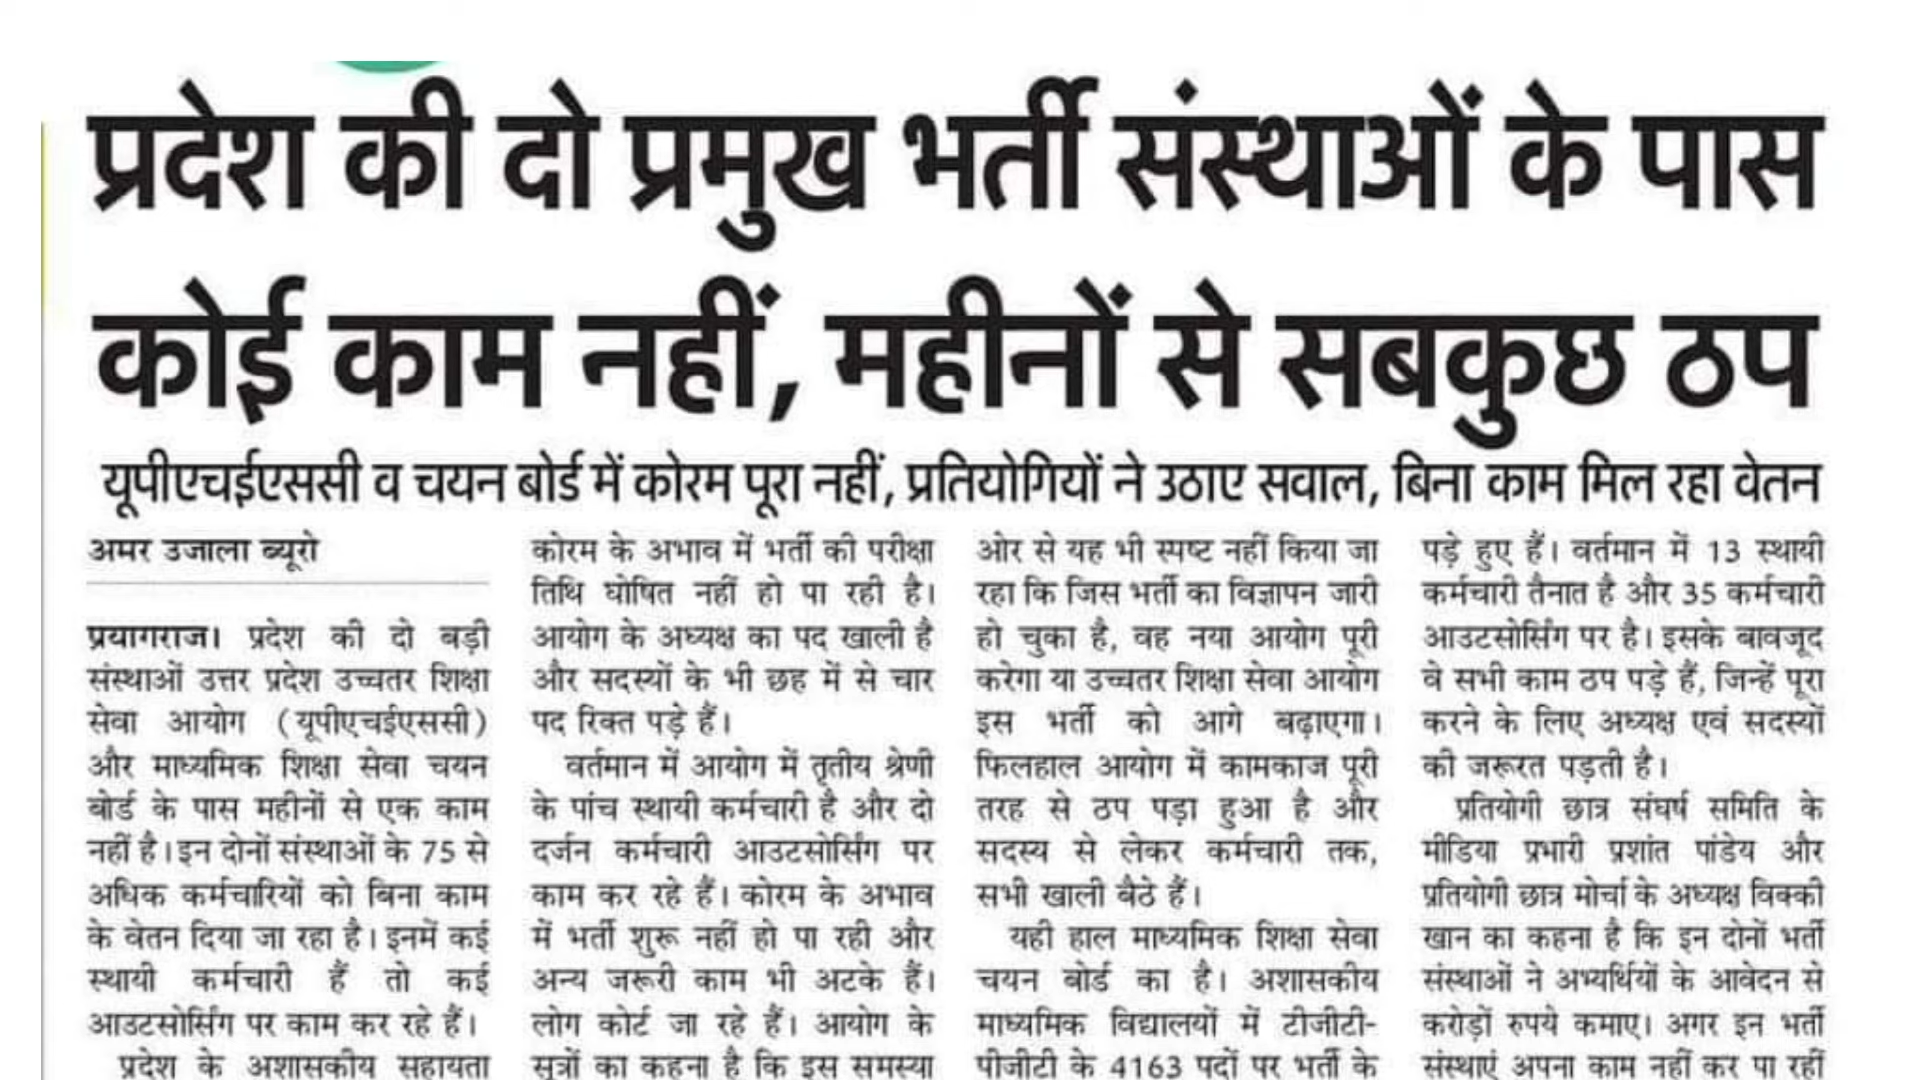 प्रदेश की दो प्रमुख भर्ती संस्थाओं के पास
कोई काम नहीं, महीनों से सबकुछ ठप
यूपीएचईएससी व चयन बोर्ड में कोरम पूरा नहीं, प्रतियोगियों ने उठाए सवाल, बिना काम मिल रहा वेतन
अमर उजाला ब्यूरो
प्रयागराज। प्रदेश की दो बड़ी
संस्थाओं उत्तर प्रदेश उच्चतर शिक्षा
सेवा आयोग (यूपीएचईएससी)
और माध्यमिक शिक्षा सेवा चयन
बोर्ड के पास महीनों से एक काम
नहीं है। इन दोनों संस्थाओं के 75 से
अधिक कर्मचारियों को बिना काम
के वेतन दिया जा रहा है। इनमें कई
स्थायी कर्मचारी हैं तो कई
आउटसोर्सिंग पर काम कर रहे हैं।
प्रदेश के अशासकीय सहायता
कोरम के अभाव में भर्ती की परीक्षा
तिथि घोषित नहीं हो पा रही है।
आयोग के अध्यक्ष का पद खाली है
और सदस्यों के भी छह में से चार
पद रिक्त पड़े हैं।
वर्तमान में आयोग में तृतीय श्रेणी
के पांच स्थायी कर्मचारी है और दो
दर्जन कर्मचारी आउटसोर्सिंग पर
काम कर रहे हैं। कोरम के अभाव
में भर्ती शुरू नहीं हो पा रही और
अन्य जरूरी काम भी अटके हैं।
लोग कोर्ट जा रहे हैं। आयोग के
सूत्रों का कहना है कि इस समस्या
ओर से यह भी स्पष्ट नहीं किया जा
रहा कि जिस भर्ती का विज्ञापन जारी
हो चुका है, वह नया आयोग पूरी
करेगा या उच्चतर शिक्षा सेवा आयोग
इस भर्ती को आगे बढ़ाएगा।
फिलहाल आयोग में कामकाज पूरी
तरह से ठप पड़ा हुआ है और
सदस्य से लेकर कर्मचारी तक,
सभी खाली बैठे हैं।
यही हाल माध्यमिक शिक्षा सेवा
चयन बोर्ड का है। अशासकीय
माध्यमिक विद्यालयों में टीजीटी-
पीजीटी के 4163 पदों पर भर्ती के
पड़े हुए हैं। वर्तमान में 13 स्थायी
कर्मचारी तैनात है और 35 कर्मचारी
आउटसोर्सिंग पर है। इसके बावजूद
वे सभी काम ठप पड़े हैं, जिन्हें पूरा
करने के लिए अध्यक्ष एवं सदस्यों
की जरूरत पड़ती है।
प्रतियोगी छात्र संघर्ष समिति के
मीडिया प्रभारी प्रशांत पांडेय और
प्रतियोगी छात्र मोर्चा के अध्यक्ष विक्की
खान का कहना है कि इन दोनों भर्ती
संस्थाओं ने अभ्यर्थियों के आवेदन से
करोड़ों रुपये कमाए। अगर इन भर्ती
संस्थाएं अपना काम नहीं कर पा रहीं